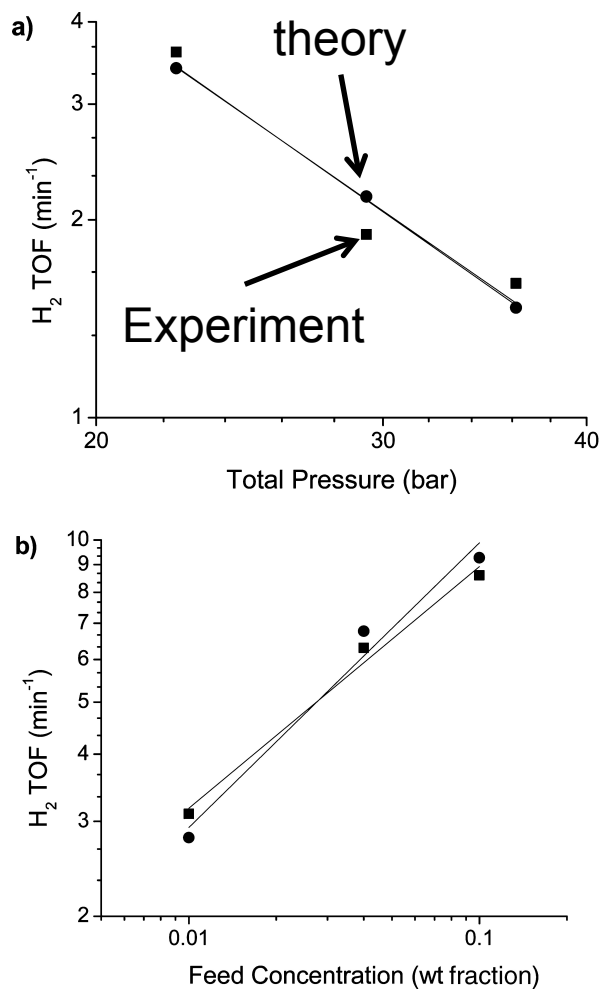 a)
4
theory
3
2
Experiment
1
H₂ TOF (min⁻¹)
20 30 40
Total Pressure (bar)
b)
10
9
8
7
6
5
4
3
2
H₂ TOF (min⁻¹)
0.01 0.1
Feed Concentration (wt fraction)